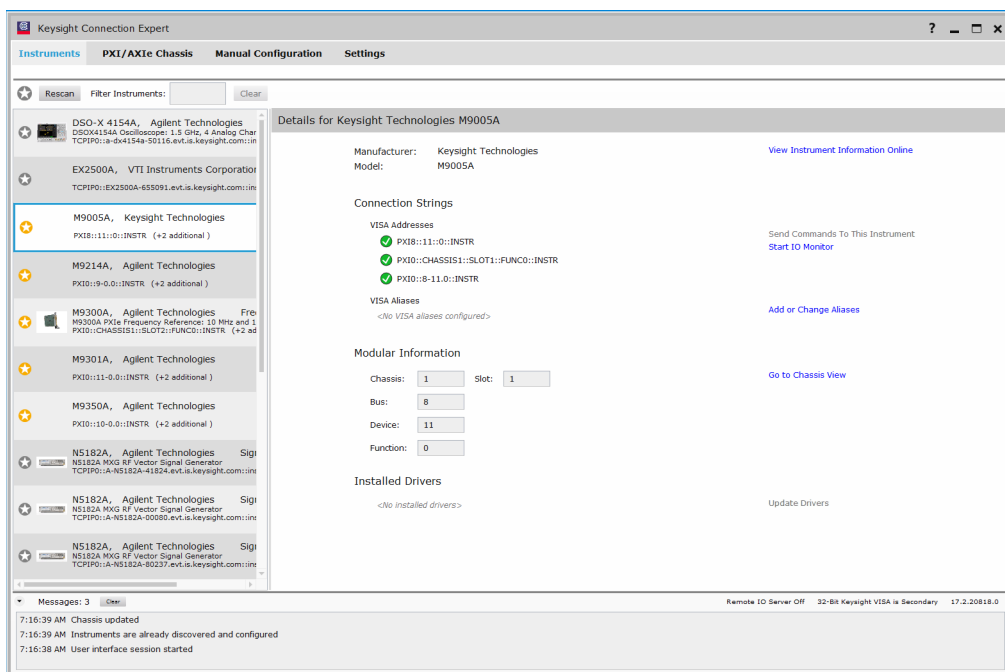 Keysight Connection Expert
? 
Instruments PXI/AXIe Chassis Manual Configuration Settings
Rescan Filter Instruments: Clear
DSO-X 4154A, Agilent Technologies
DSOX4154A Oscilloscope: 1.5 GHz, 4 Analog Char
TCPIP0::a-dx4154a-50116.evt.is.keysight.com::in
EX2500A, VTI Instruments Corporation
TCPIP0::EX2500A-655091.evt.is.keysight.com::ins
M9005A, Keysight Technologies
PXI8::11::0::INSTR (+2 additional )
M9214A, Agilent Technologies
PXI0::9-0.0::INSTR (+2 additional )
M9300A, Agilent Technologies Fre
M9300A PXIe Frequency Reference: 10 MHz and 1
PXI0::CHASSIS1::SLOT2::FUNC0::INSTR (+2 ad
M9301A, Agilent Technologies
PXI0::11-0.0::INSTR (+2 additional )
M9350A, Agilent Technologies
PXI0::10-0.0::INSTR (+2 additional )
N5182A, Agilent Technologies Sig
N5182A MXG RF Vector Signal Generator
TCPIP0::A-N5182A-41824.evt.is.keysight.com::ins
N5182A, Agilent Technologies Sig
N5182A MXG RF Vector Signal Generator
TCPIP0::A-N5182A-00080.evt.is.keysight.com::ins
N5182A, Agilent Technologies Sig
N5182A MXG RF Vector Signal Generator
TCPIP0::A-N5182A-80237.evt.is.keysight.com::ins
Details for Keysight Technologies M9005A
Manufacturer: Keysight Technologies
View Instrument Information Online
Model: M9005A
Connection Strings
VISA Addresses
PXI8::11::0::INSTR
Send Commands To This Instrument
Start IO Monitor
PXI0::CHASSIS1::SLOT1::FUNC0::INSTR
PXI0::8-11.0::INSTR
VISA Aliases
<No VISA aliases configured>
Add or Change Aliases
Modular Information
Chassis: 1 Slot: 1
Go to Chassis View
Bus: 8
Device: 11
Function: 0
Installed Drivers
<No installed drivers>
Update Drivers
Messages: 3 Clear
Remote IO Server Off 32-Bit Keysight VISA is Secondary 17.2.20818.0
7:16:39 AM Chassis updated
7:16:39 AM Instruments are already discovered and configured
7:16:38 AM User interface session started